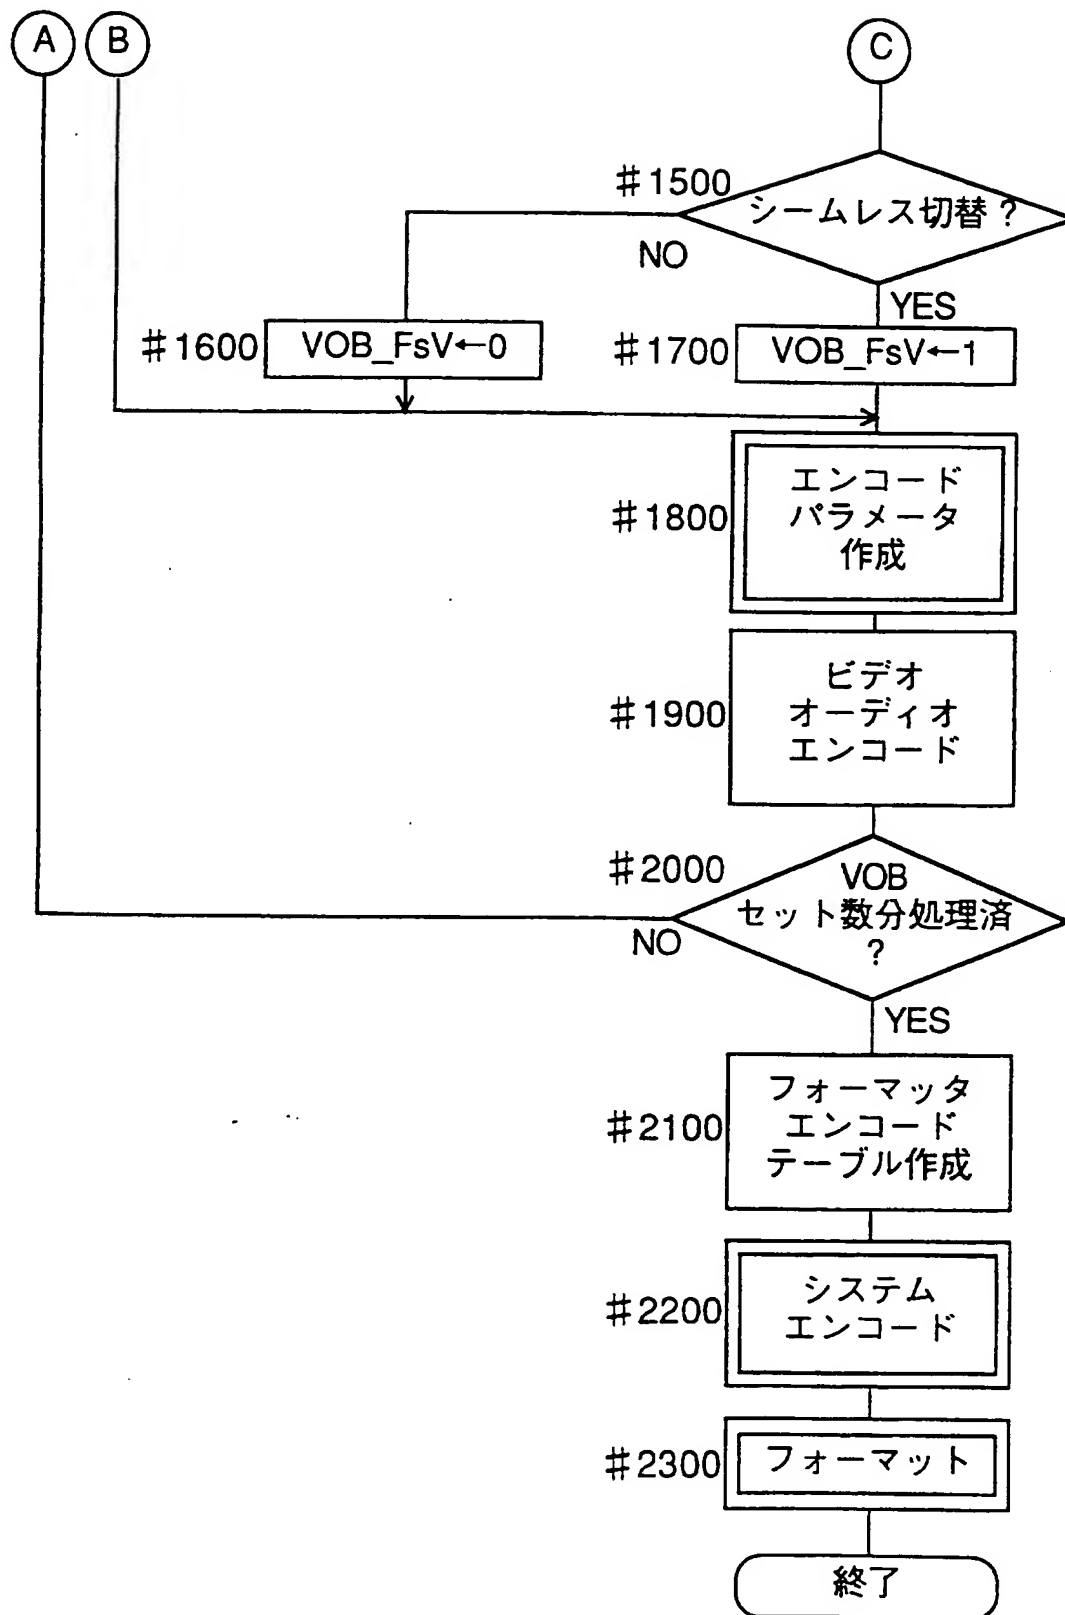 A B C
#1500
シームレス切替?
NO
YES
#1600
VOB_FsV←0
#1700
VOB_FsV←1
#1800
エンコード
パラメータ
作成
#1900
ビデオ
オーディオ
エンコード
#2000
VOB
セット数分処理済
?
NO
YES
#2100
フォーマッタ
エンコード
テーブル作成
#2200
システム
エンコード
#2300
フォーマット
終了